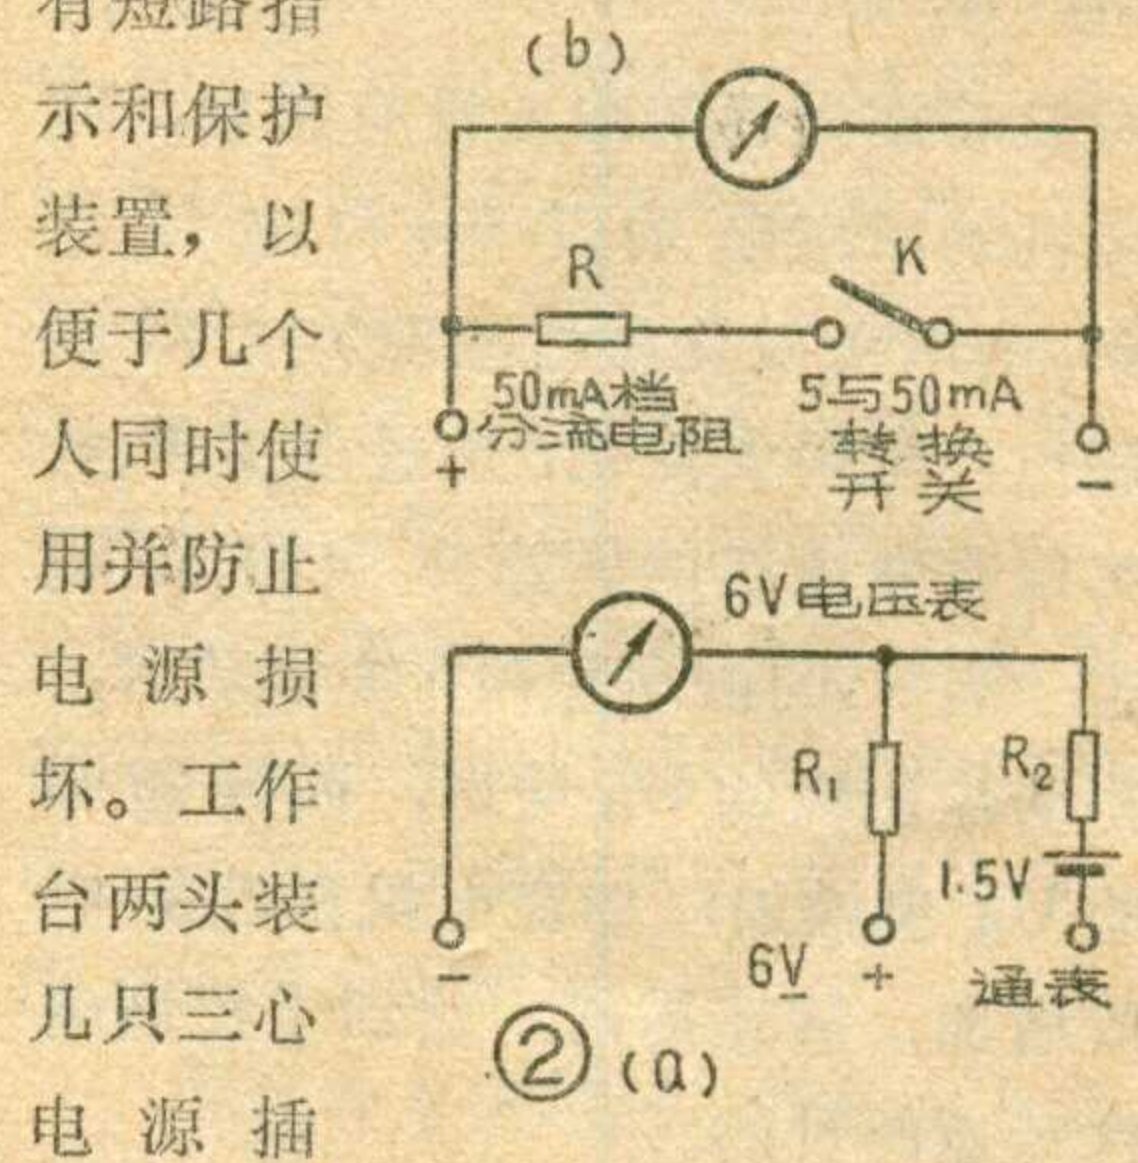 有短路指
示和保护
装置，以
便于几个
人同时使
用并防止
电源损
坏。工作
台两头装
几只三心
电源插
(b)
R
K
50mA档
分流电阻
5与50mA
转换
开关
+
−
6V电压表
R₁
R₂
1.5V
−
6V
+
通表
② (a)